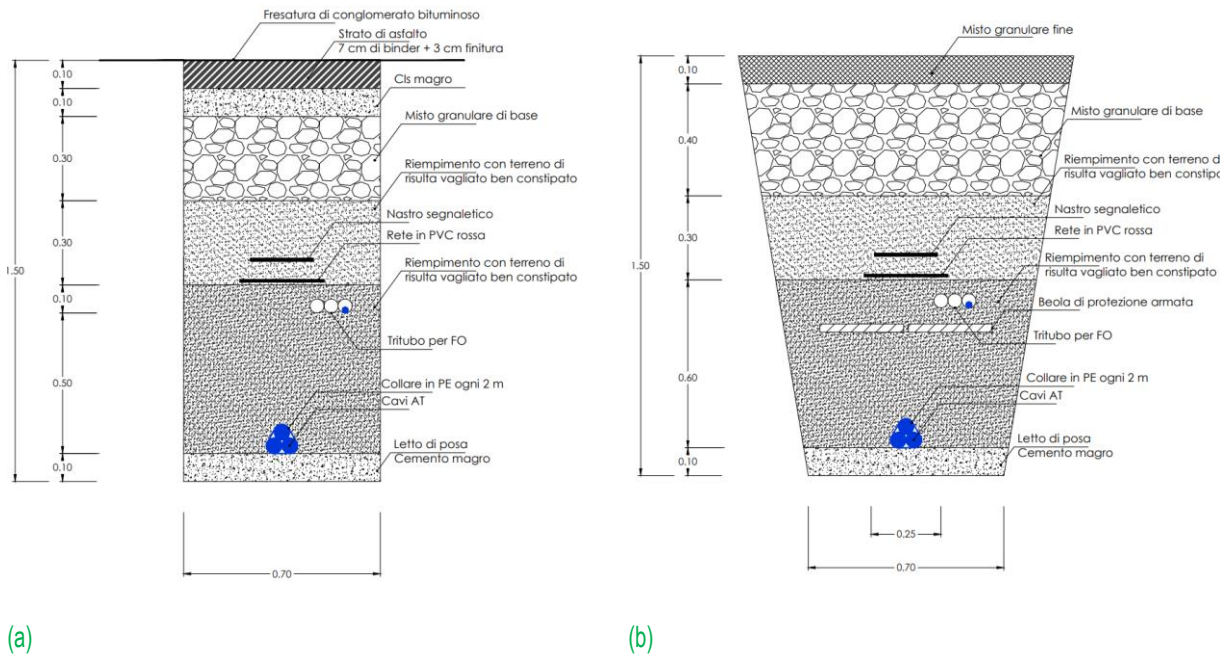 Fresatura di conglomerato bituminoso
Strato di asfalto
7 cm di binder + 3 cm finitura
Cls magro
Misto granulare di base
Riempimento con terreno di
risulta vagliato ben constipato
Nastro segnaletico
Rete in PVC rossa
Riempimento con terreno di
risulta vagliato ben constipato
Tritubo per FO
Collare in PE ogni 2 m
Cavi AT
Letto di posa
Cemento magro
0.10
0.10
0.30
0.30
1.50
0.10
0.50
0.10
0.70
(a)
Misto granulare fine
Misto granulare di base
Riempimento con terreno d
risulta vagliato ben constipa
Nastro segnaletico
Rete in PVC rossa
Riempimento con terreno di
risulta vagliato ben constipato
Beola di protezione armata
Tritubo per FO
Collare in PE ogni 2 m
Cavi AT
Letto di posa
Cemento magro
0.10
0.40
0.30
1.50
0.60
0.10
0.25
0.70
(b)